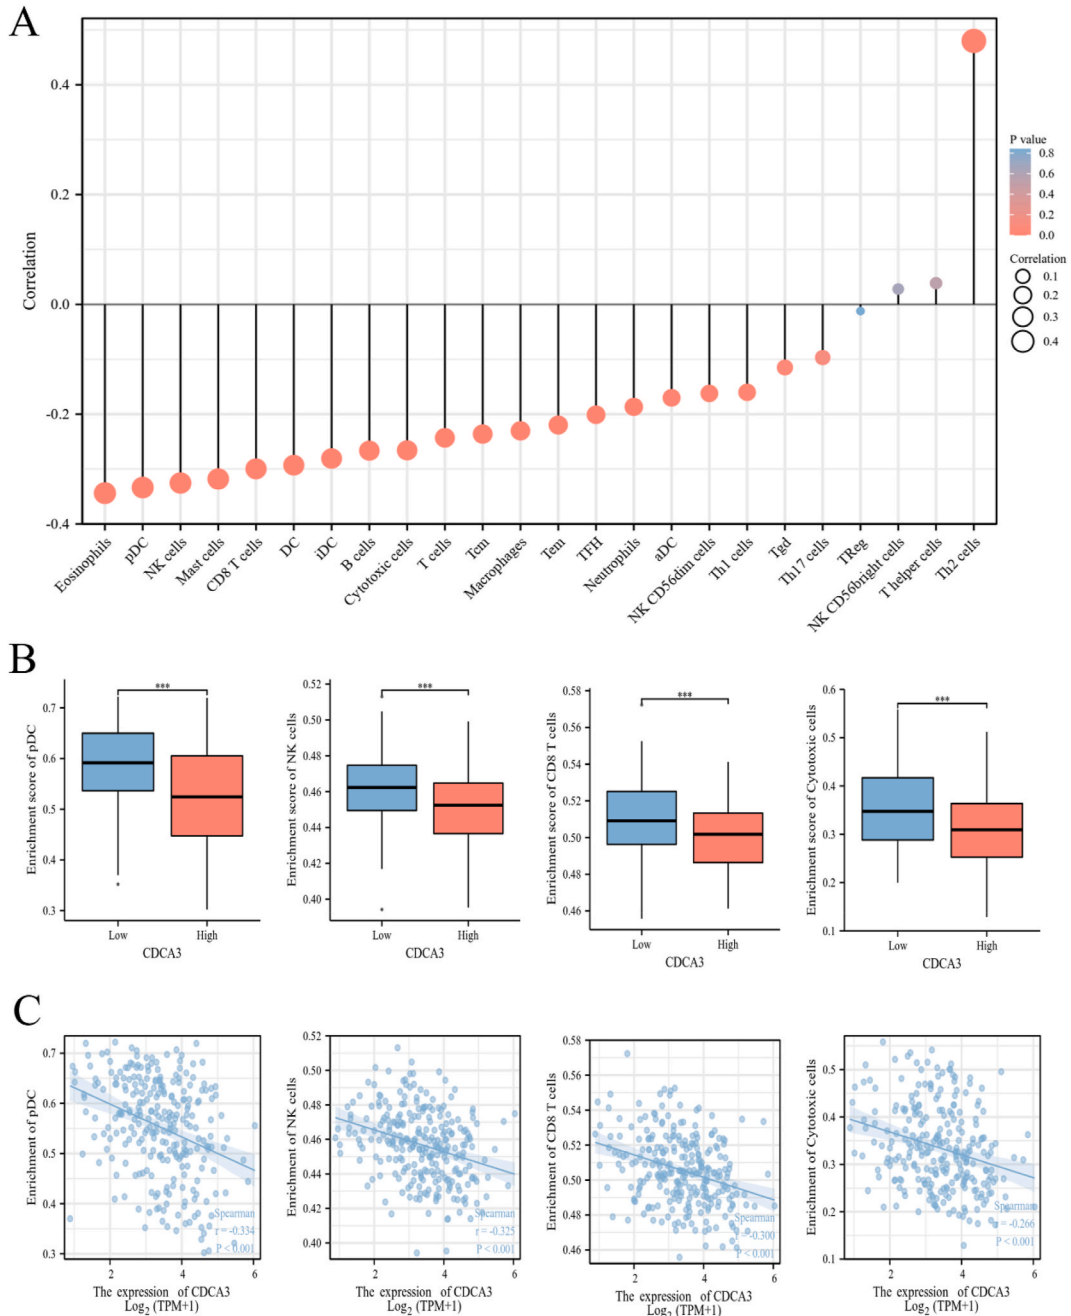 A
0.4
0.2
0.0
-0.2
-0.4
Correlation
Eosinophils
pDC
NK cells
Mast cells
CD8 T cells
DC
iDC
B cells
Cytotoxic cells
T cells
Tcm
Macrophages
Tem
TFH
Neutrophils
aDC
NK CD56dim cells
Th1 cells
Tgd
Th17 cells
TReg
NK CD56bright cells
T helper cells
Th2 cells
P value
0.8
0.6
0.4
0.2
0.0
Correlation
0.1
0.2
0.3
0.4
B
Enrichment score of pDC
0.7
0.6
0.5
0.4
0.3
***
Low
High
CDCA3
Enrichment score of NK cells
0.52
0.50
0.48
0.46
0.44
0.42
0.40
***
Low
High
CDCA3
Enrichment score of CD8 T cells
0.58
0.56
0.54
0.52
0.50
0.48
0.46
***
Low
High
CDCA3
Enrichment score of Cytotoxic cells
0.6
0.5
0.4
0.3
0.2
0.1
***
Low
High
CDCA3
C
Enrichment of pDC
0.7
0.6
0.5
0.4
0.3
Spearman
r = -0.334
P < 0.001
2
4
6
The expression of CDCA3
Log2 (TPM+1)
Enrichment of NK cells
0.52
0.50
0.48
0.46
0.44
0.42
0.40
Spearman
r = -0.325
P < 0.001
2
4
6
The expression of CDCA3
Log2 (TPM+1)
Enrichment of CD8 T cells
0.58
0.56
0.54
0.52
0.50
0.48
0.46
Spearman
r = -0.300
P < 0.001
2
4
6
The expression of CDCA3
Log2 (TPM+1)
Enrichment of Cytotoxic cells
0.6
0.5
0.4
0.3
0.2
0.1
Spearman
r = -0.266
P < 0.001
2
4
6
The expression of CDCA3
Log2 (TPM+1)